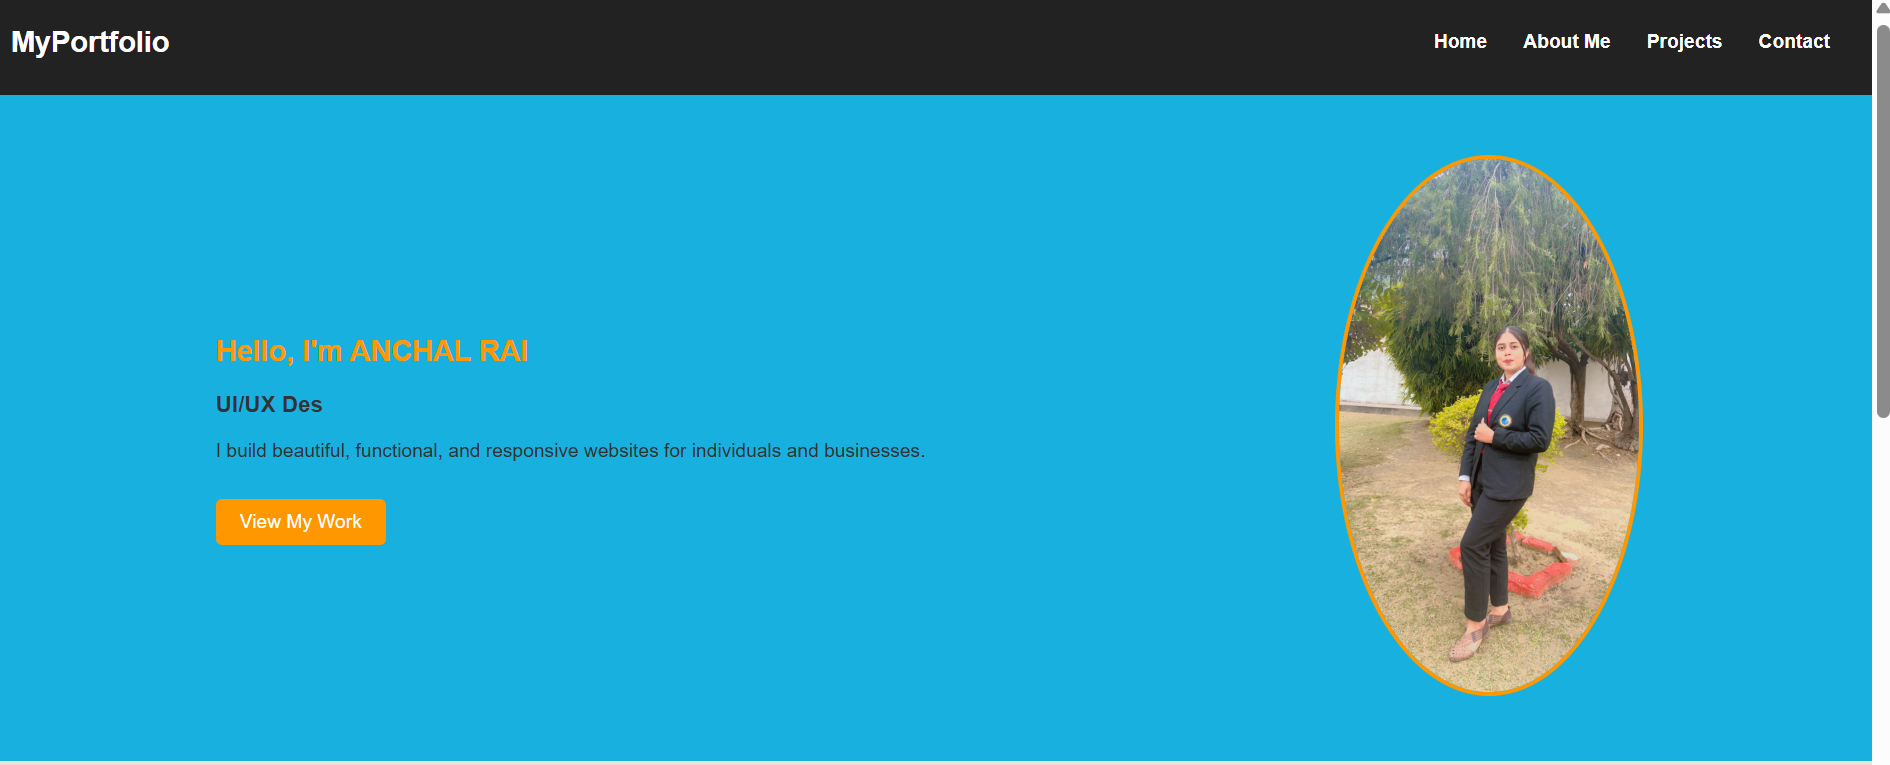 MyPortfolio
Home About Me Projects Contact
Hello, I'm ANCHAL RAI
UI/UX Des
I build beautiful, functional, and responsive websites for individuals and businesses.
View My Work